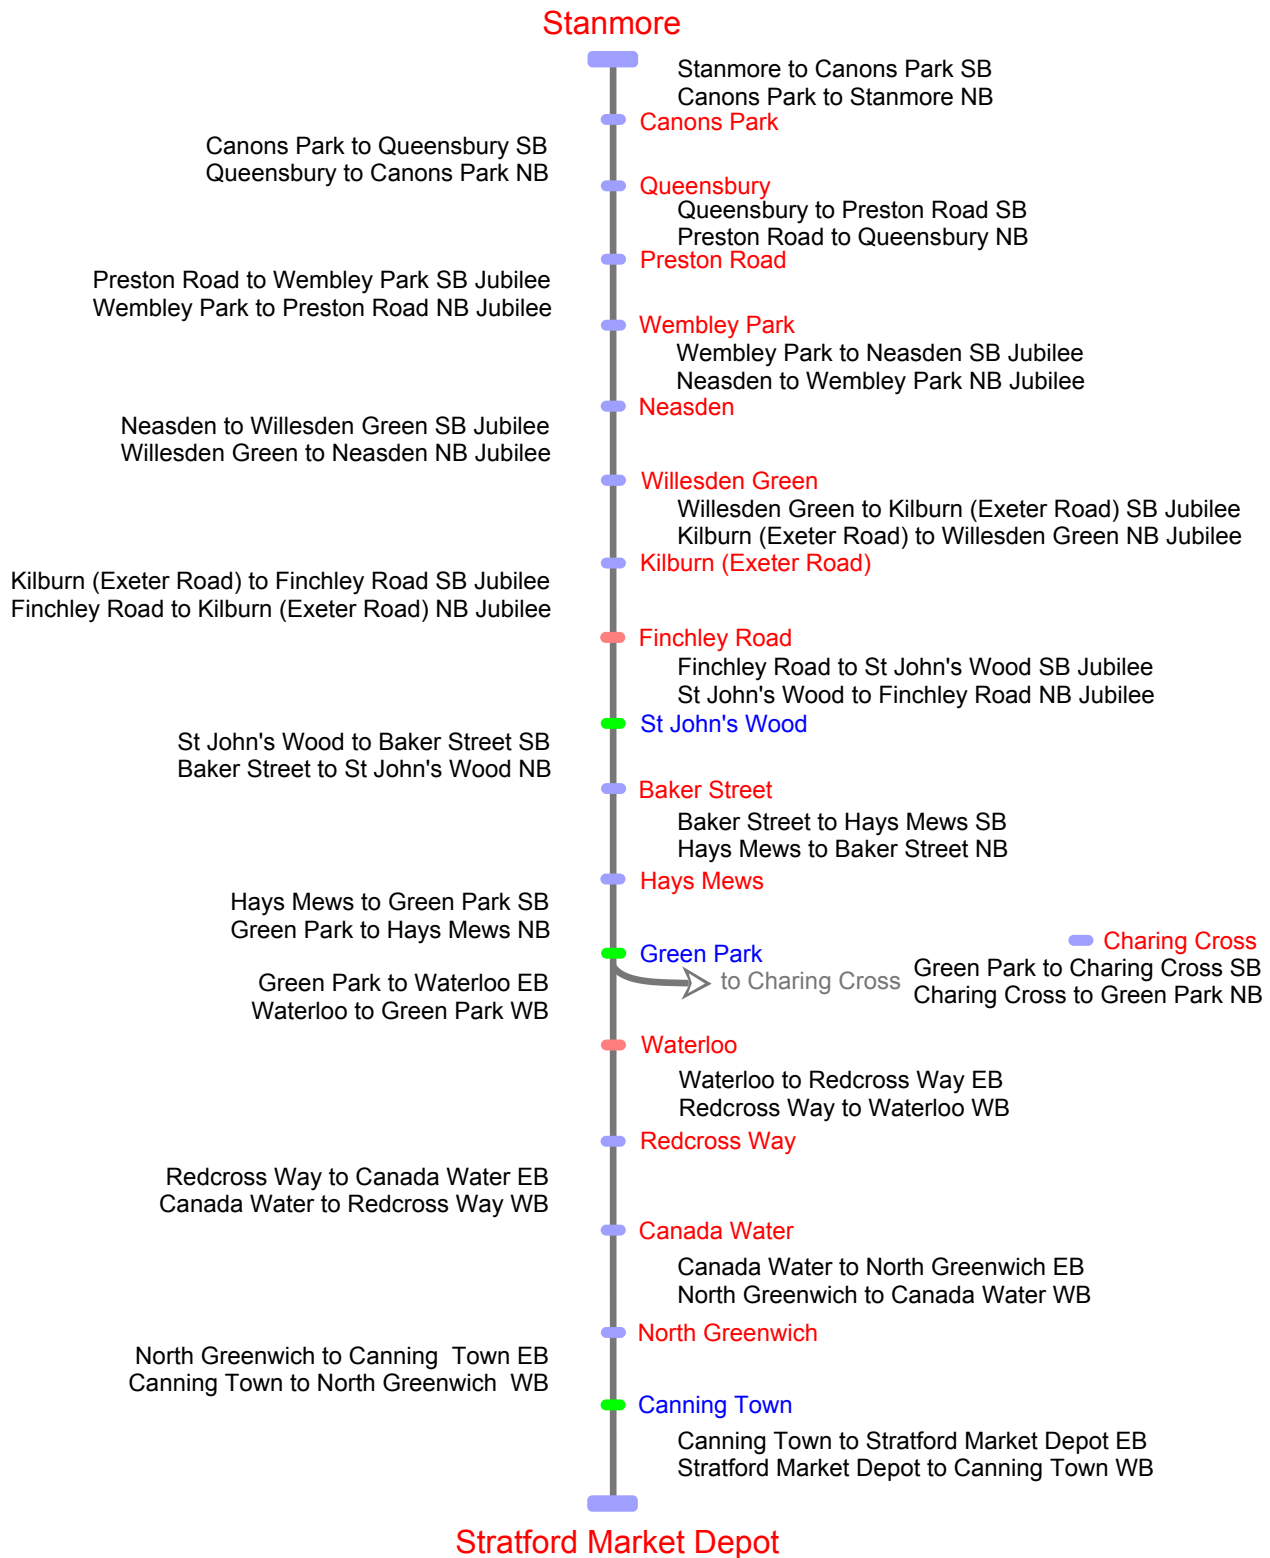 Stanmore
Stanmore to Canons Park SB
Canons Park to Stanmore NB
Canons Park
Canons Park to Queensbury SB
Queensbury to Canons Park NB
Queensbury
Queensbury to Preston Road SB
Preston Road to Queensbury NB
Preston Road
Preston Road to Wembley Park SB Jubilee
Wembley Park to Preston Road NB Jubilee
Wembley Park
Wembley Park to Neasden SB Jubilee
Neasden to Wembley Park NB Jubilee
Neasden
Neasden to Willesden Green SB Jubilee
Willesden Green to Neasden NB Jubilee
Willesden Green
Willesden Green to Kilburn (Exeter Road) SB Jubilee
Kilburn (Exeter Road) to Willesden Green NB Jubilee
Kilburn (Exeter Road)
Kilburn (Exeter Road) to Finchley Road SB Jubilee
Finchley Road to Kilburn (Exeter Road) NB Jubilee
Finchley Road
Finchley Road to St John's Wood SB Jubilee
St John's Wood to Finchley Road NB Jubilee
St John's Wood
St John's Wood to Baker Street SB
Baker Street to St John's Wood NB
Baker Street
Baker Street to Hays Mews SB
Hays Mews to Baker Street NB
Hays Mews
Hays Mews to Green Park SB
Green Park to Hays Mews NB
Green Park
Charing Cross
Green Park to Charing Cross SB
Charing Cross to Green Park NB
to Charing Cross
Green Park to Waterloo EB
Waterloo to Green Park WB
Waterloo
Waterloo to Redcross Way EB
Redcross Way to Waterloo WB
Redcross Way
Redcross Way to Canada Water EB
Canada Water to Redcross Way WB
Canada Water
Canada Water to North Greenwich EB
North Greenwich to Canada Water WB
North Greenwich
North Greenwich to Canning  Town EB
Canning Town to North Greenwich  WB
Canning Town
Canning Town to Stratford Market Depot EB
Stratford Market Depot to Canning Town WB
Stratford Market Depot